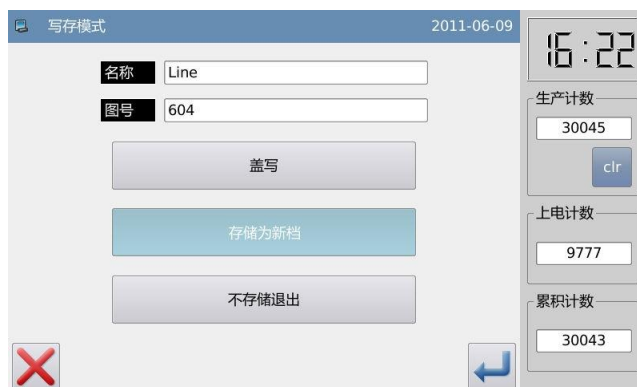 写存模式 2011-06-09
名称 Line
图号 604
盖写
存储为新档
不存储退出
16:22
生产计数
30045
clr
上电计数
9777
累积计数
30043